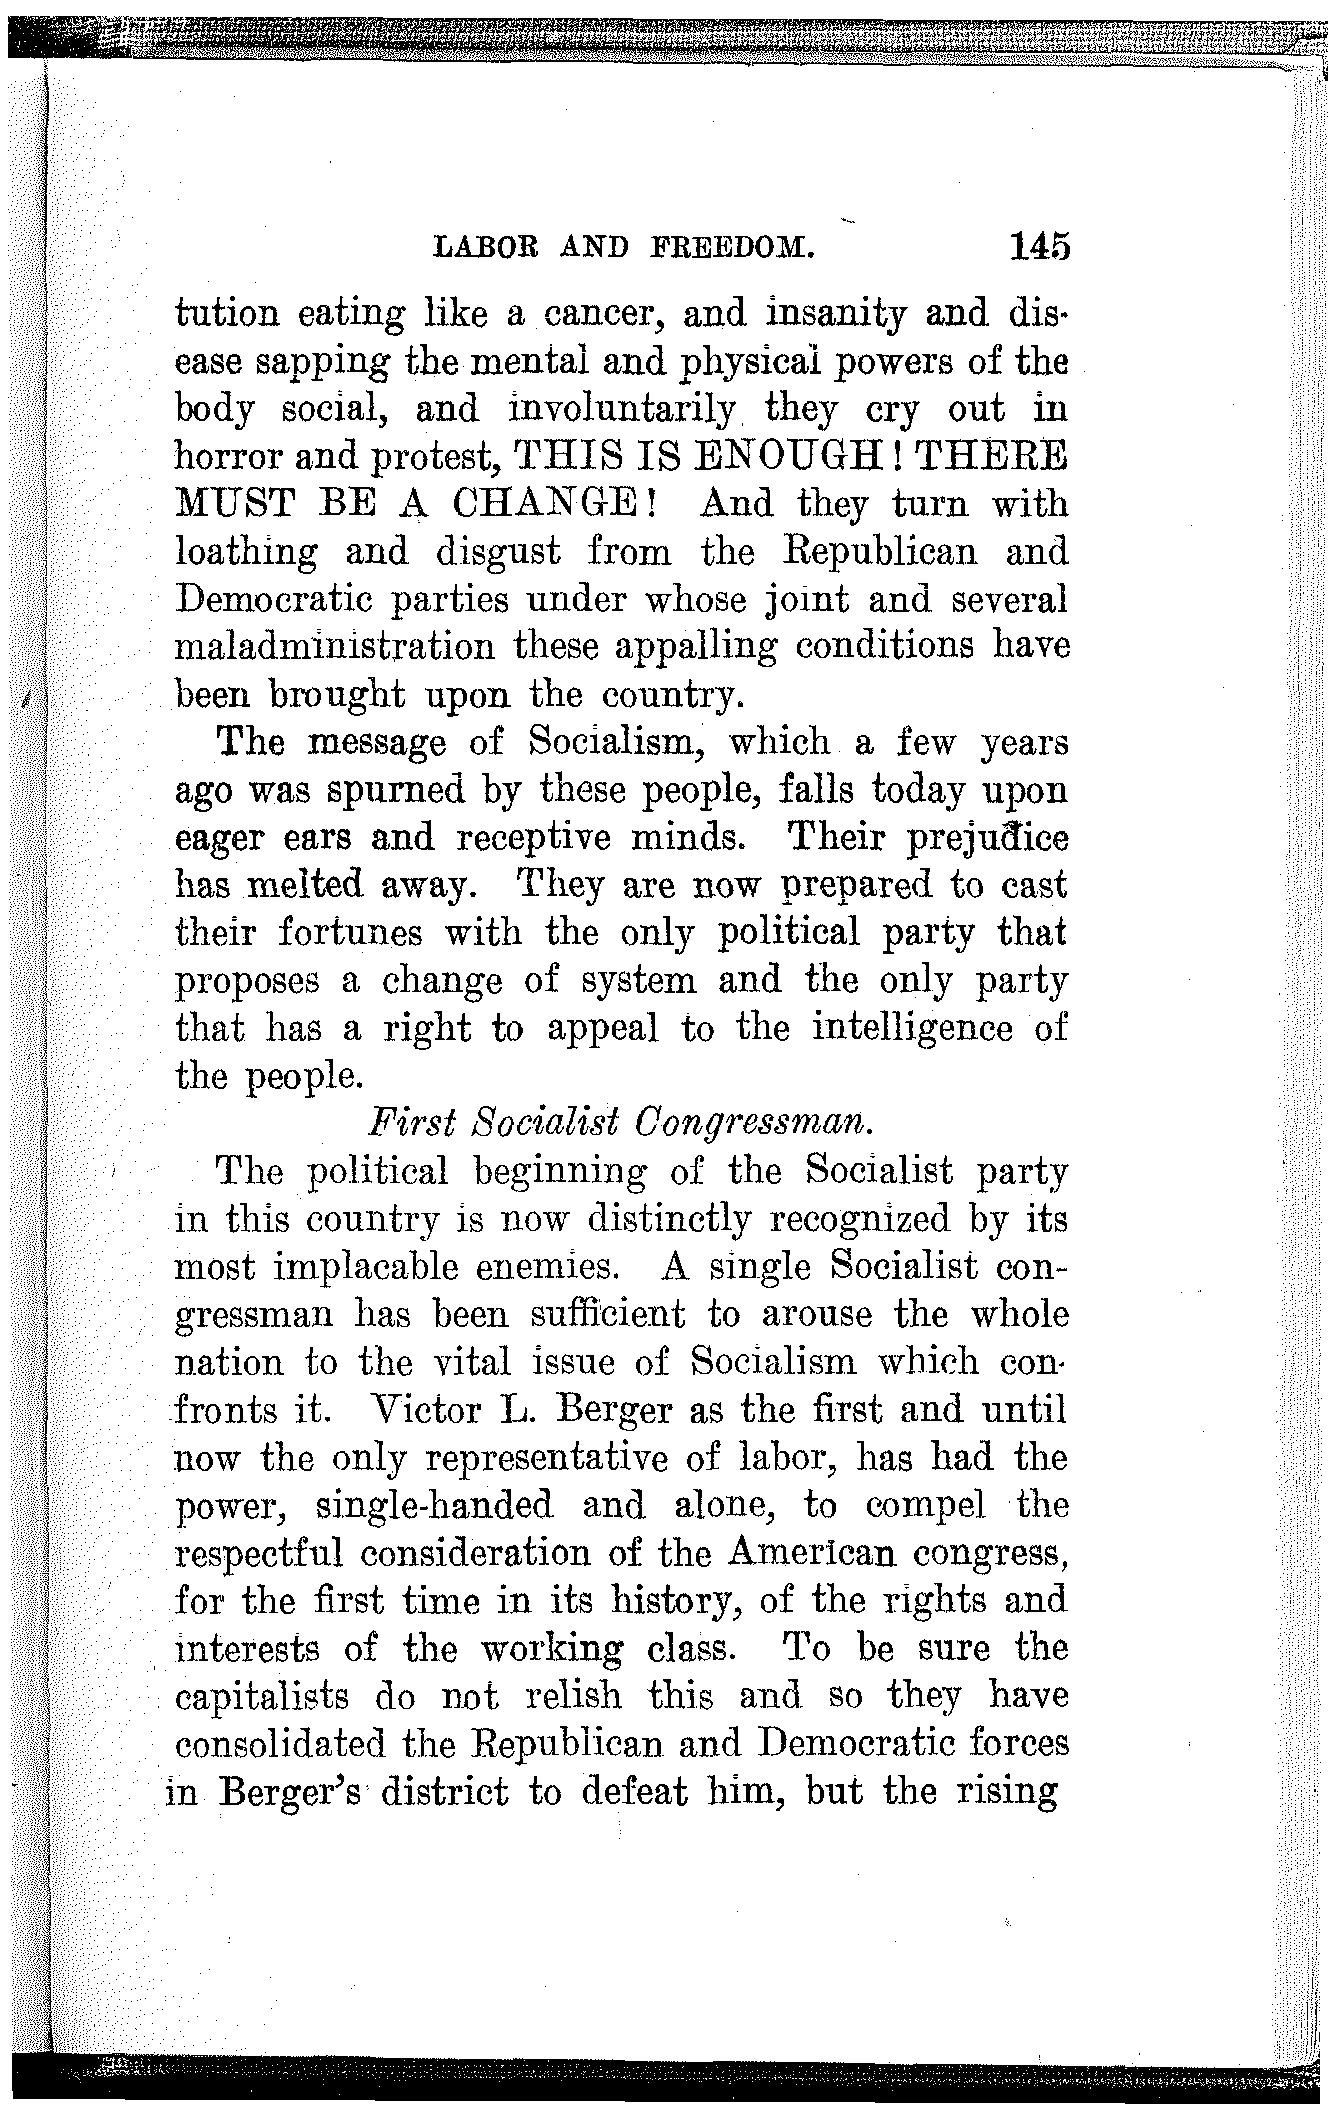 LABOR AND FREEDOM. 145
tution eating like a cancer, and insanity and dis-
ease sapping the mental and physical powers of the
body social, and involuntarily they cry out in
horror and protest, THIS IS ENOUGH! THERE
MUST BE A CHANGE! And they turn with
loathing and disgust from the Republican and
Democratic parties under whose joint and several
maladministration these appalling conditions have
been brought upon the country.
The message of Socialism, which a few years
ago was spurned by these people, falls today upon
eager ears and receptive minds. Their prejudice
has melted away. They are now prepared to cast
their fortunes with the only political party that
proposes a change of system and the only party
that has a right to appeal to the intelligence of
the people.
First Socialist Congressman.
The political beginning of the Socialist party
in this country is now distinctly recognized by its
most implacable enemies. A single Socialist con-
gressman has been sufficient to arouse the whole
nation to the vital issue of Socialism which con-
fronts it. Victor L. Berger as the first and until
now the only representative of labor, has had the
power, single-handed and alone, to compel the
respectful consideration of the American congress,
for the first time in its history, of the rights and
interests of the working class. To be sure the
capitalists do not relish this and so they have
consolidated the Republican and Democratic forces
in Berger's district to defeat him, but the rising